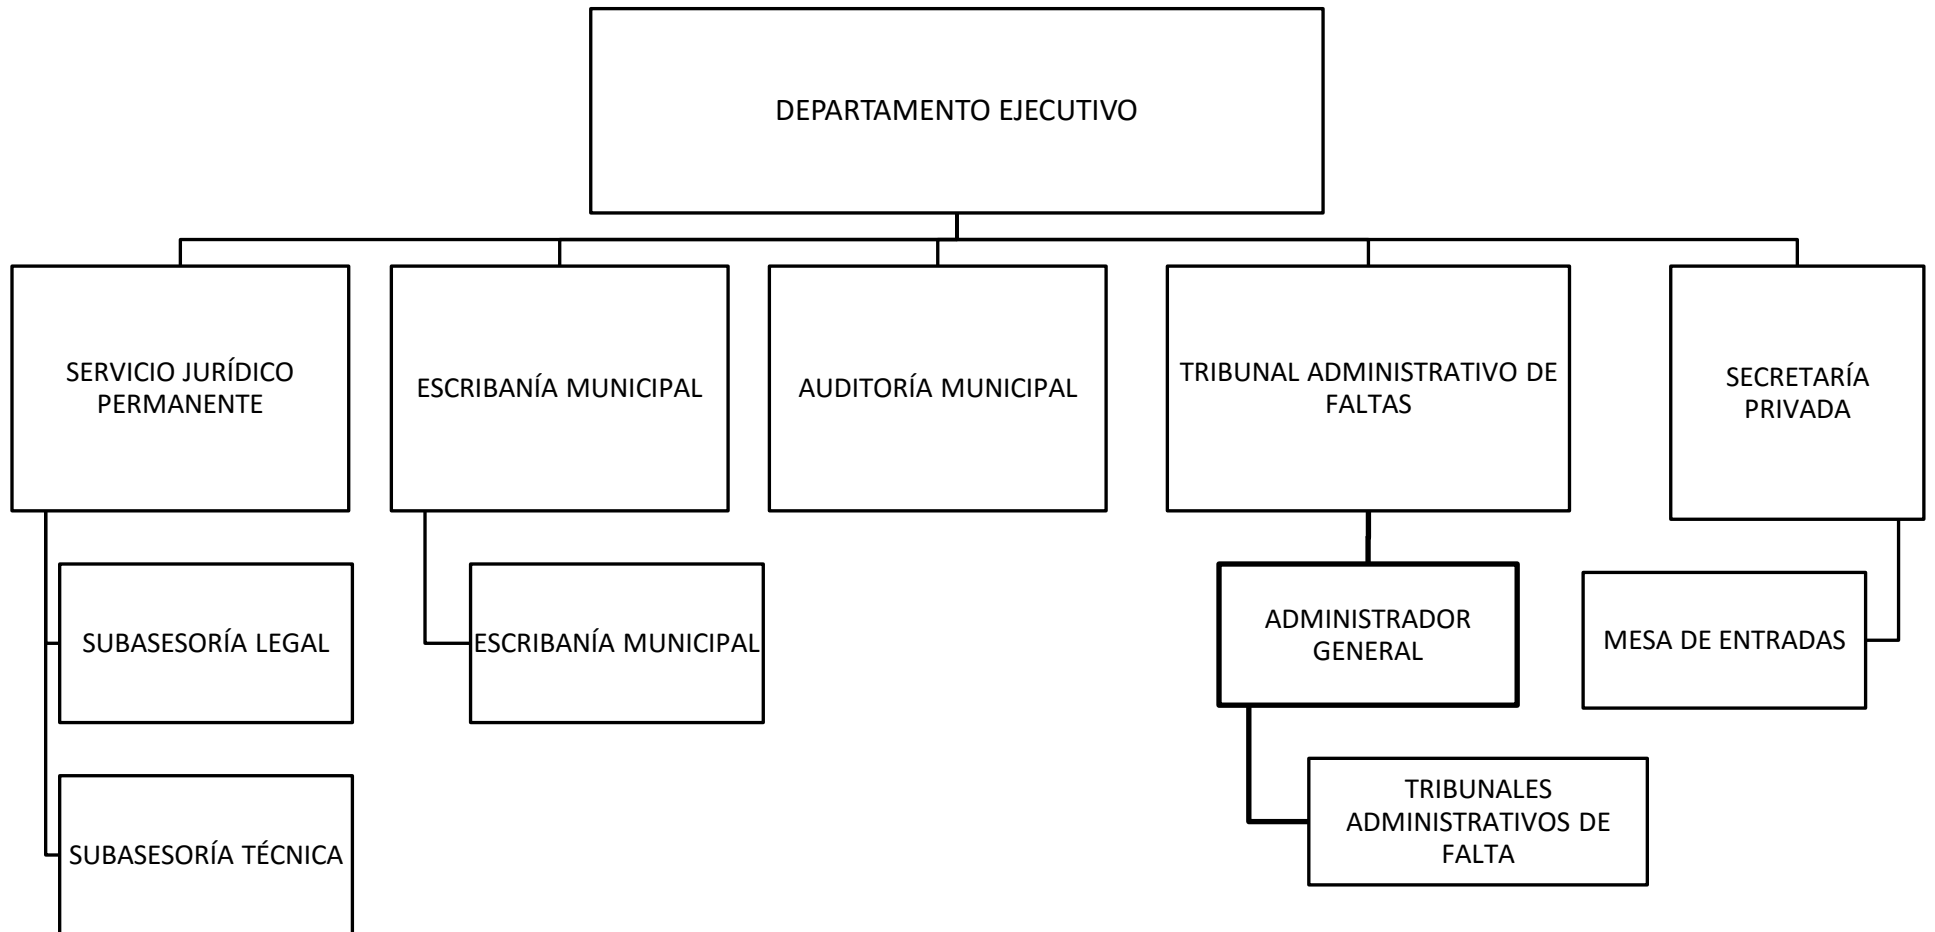 DEPARTAMENTO EJECUTIVO
SERVICIO JURÍDICO
PERMANENTE
ESCRIBANÍA MUNICIPAL
AUDITORÍA MUNICIPAL
TRIBUNAL ADMINISTRATIVO DE
FALTAS
SECRETARÍA
PRIVADA
SUBASESORÍA LEGAL
ESCRIBANÍA MUNICIPAL
ADMINISTRADOR
GENERAL
MESA DE ENTRADAS
SUBASESORÍA TÉCNICA
TRIBUNALES
ADMINISTRATIVOS DE
FALTA